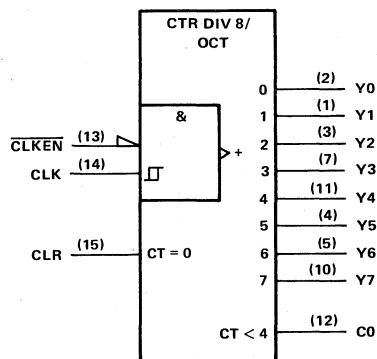 CTR DIV 8/
OCT
&
+
CLKEN (13)
CLK (14)
CLR (15) CT = 0
0 (2) Y0
1 (1) Y1
2 (3) Y2
3 (7) Y3
4 (11) Y4
5 (4) Y5
6 (5) Y6
7 (10) Y7
CT < 4 (12) C0